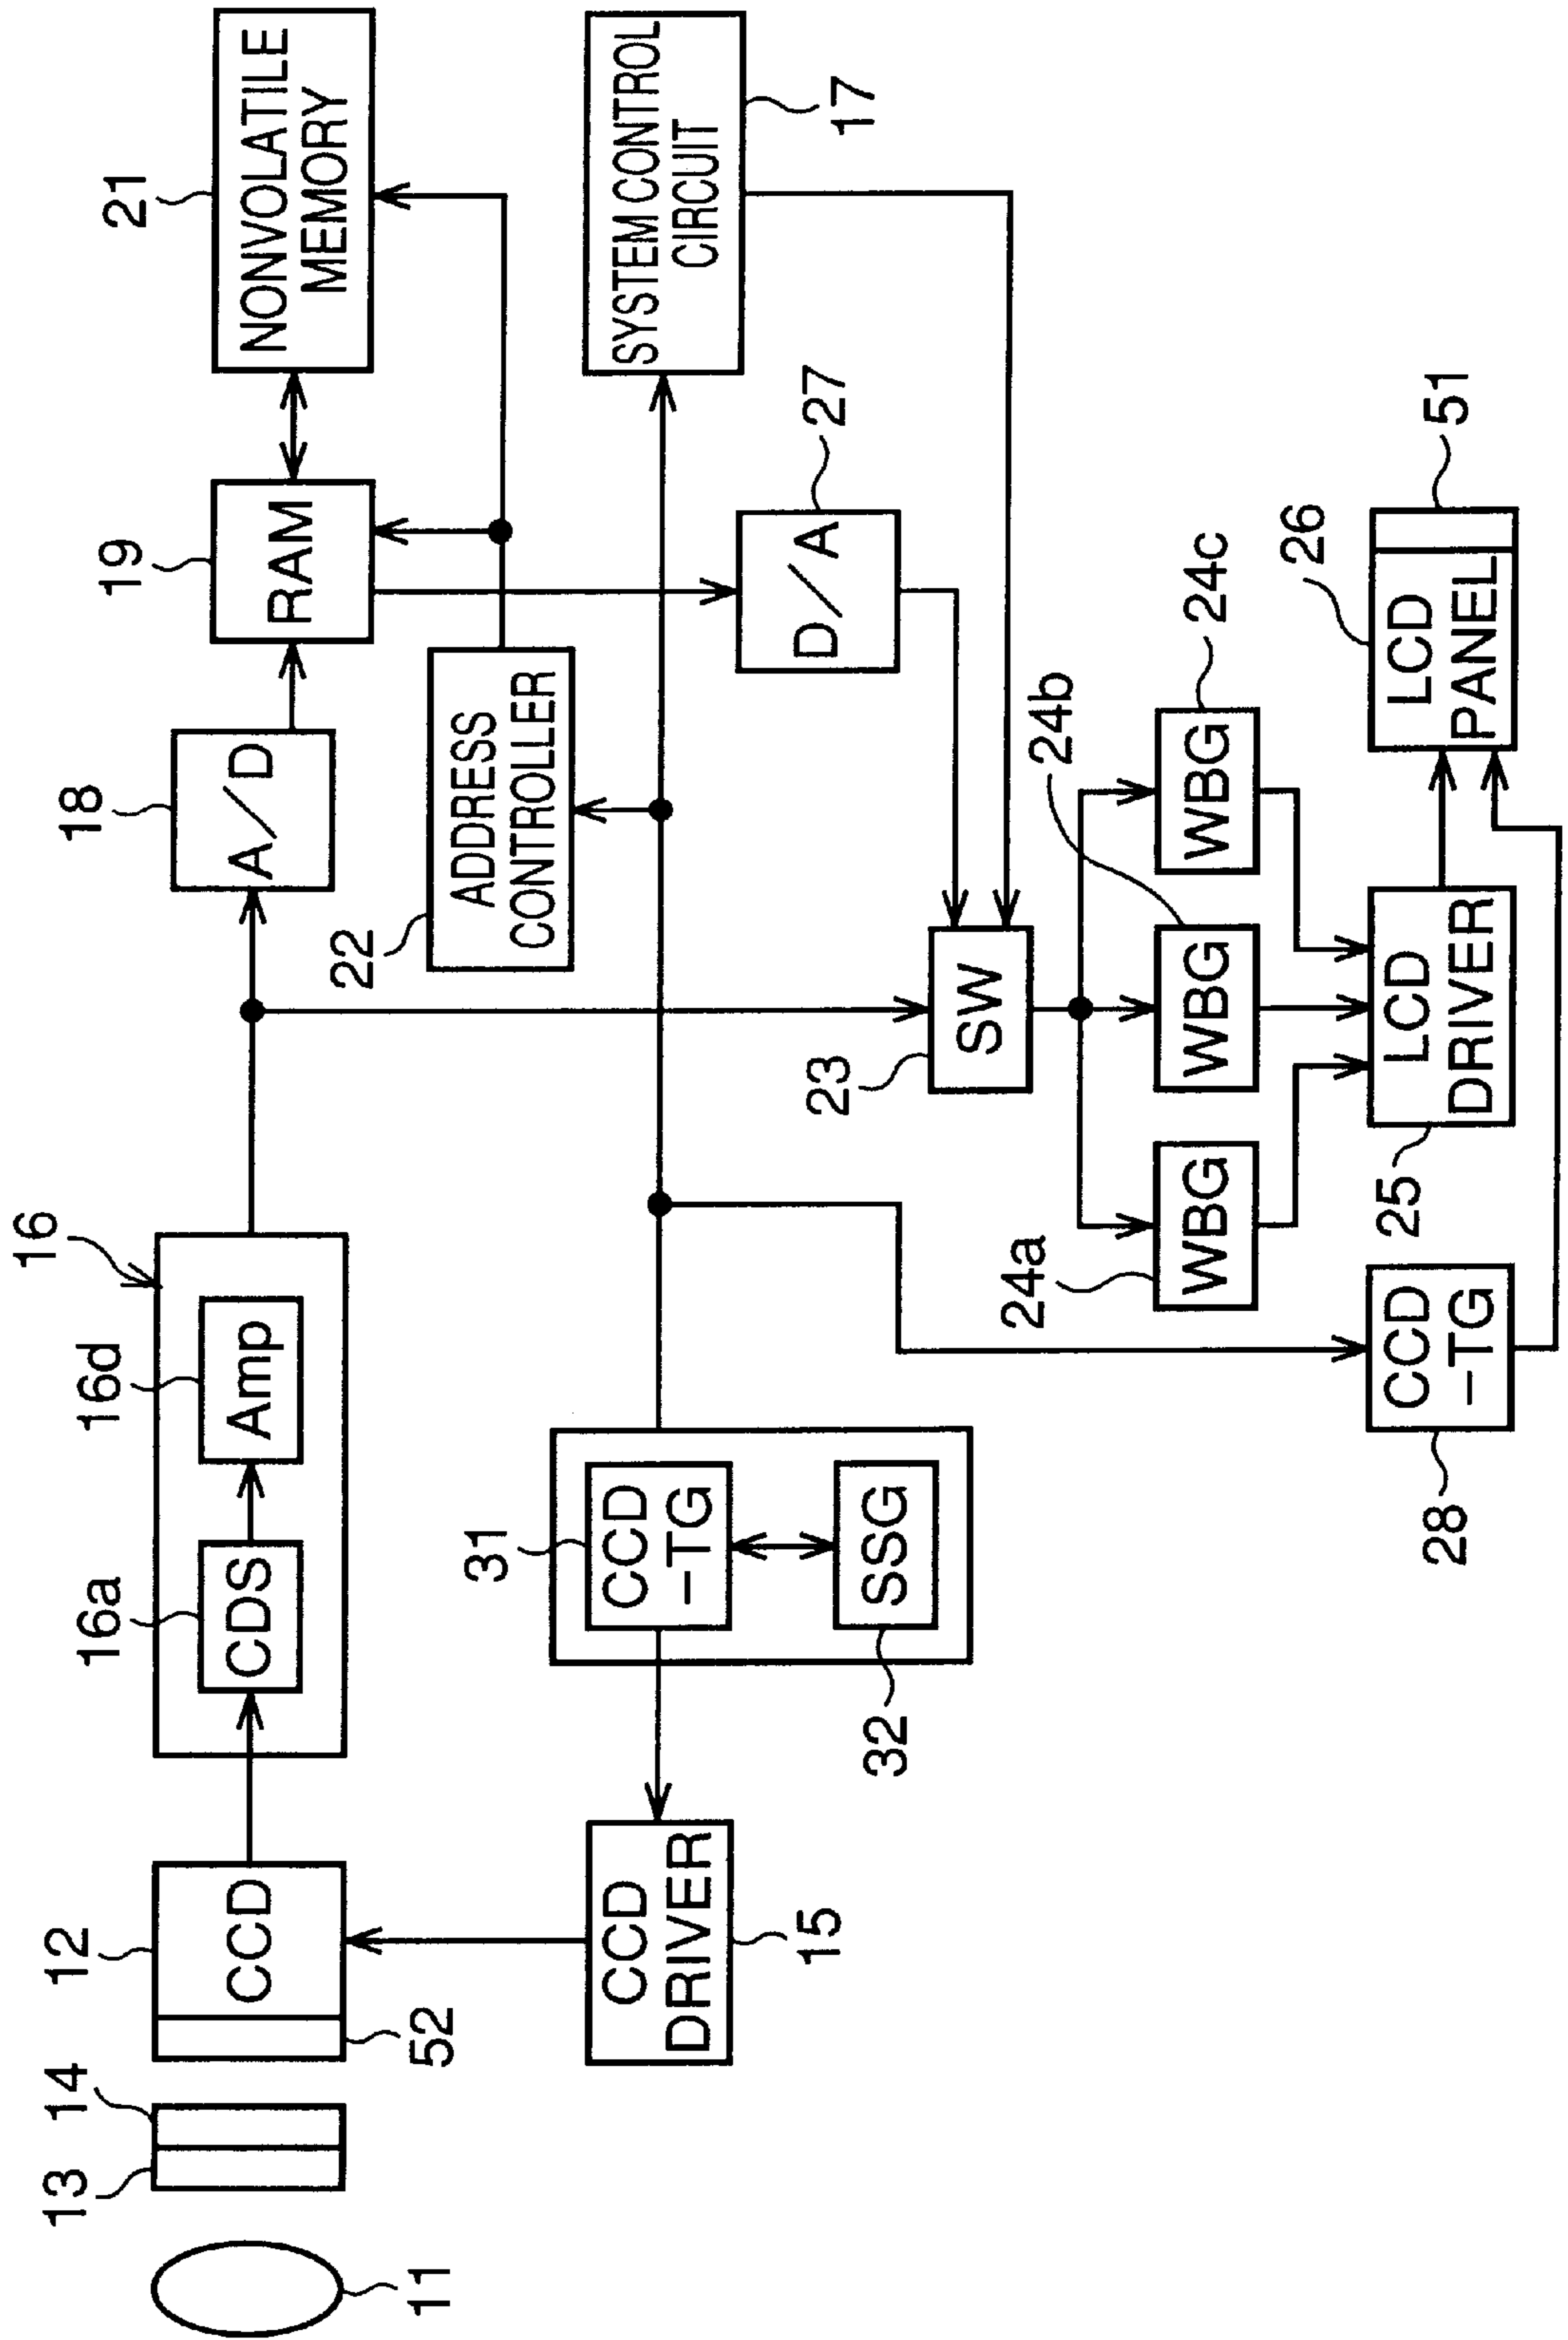 11
13
14
12
52
CCD
16
16a
CDS
16d
Amp
18
A/D
19
RAM
21
NONVOLATILE
MEMORY
22
ADDRESS
CONTROLLER
15
CCD
DRIVER
31
CCD
-TG
32
SSG
SYSTEM CONTROL
CIRCUIT
17
27
D/A
23
SW
24a
WBG
24b
WBG
24c
WBG
28
CCD
-TG
25
LCD
DRIVER
26
LCD
PANEL
51